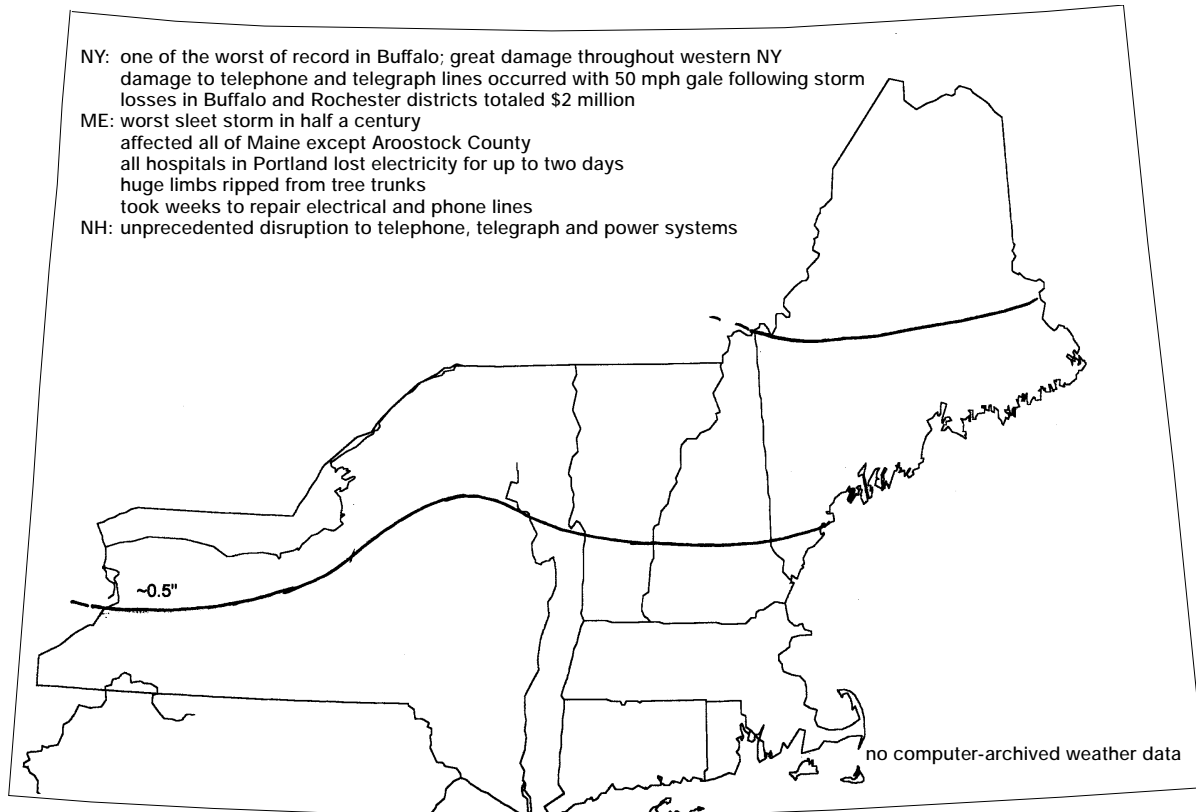 NY: one of the worst of record in Buffalo; great damage throughout western NY
damage to telephone and telegraph lines occurred with 50 mph gale following storm
losses in Buffalo and Rochester districts totaled $2 million
ME: worst sleet storm in half a century
affected all of Maine except Aroostock County
all hospitals in Portland lost electricity for up to two days
huge limbs ripped from tree trunks
took weeks to repair electrical and phone lines
NH: unprecedented disruption to telephone, telegraph and power systems
~0.5"
no computer-archived weather data